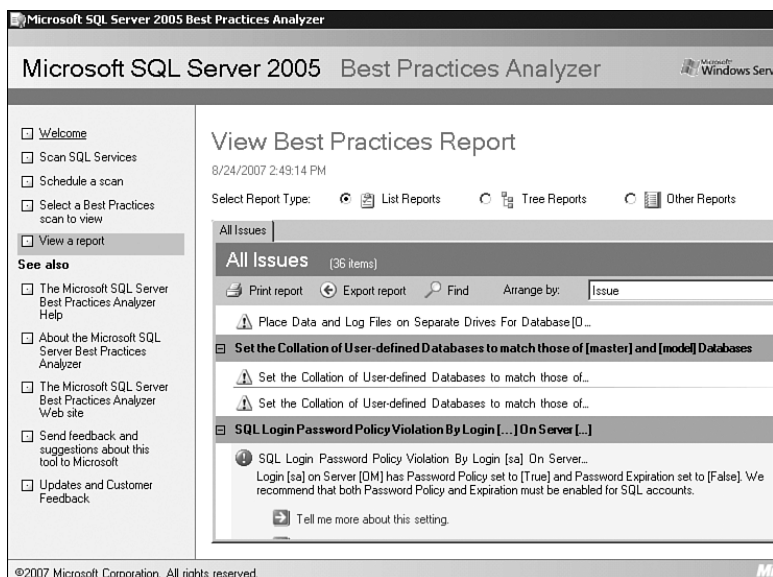 Microsoft SQL Server 2005 Best Practices Analyzer
Microsoft SQL Server 2005 Best Practices Analyzer
Microsoft
Windows Serv
Welcome
Scan SQL Services
Schedule a scan
Select a Best Practices
scan to view
View a report
See also
The Microsoft SQL Server
Best Practices Analyzer
Help
About the Microsoft SQL
Server Best Practices
Analyzer
The Microsoft SQL Server
Best Practices Analyzer
Web site
Send feedback and
suggestions about this
tool to Microsoft
Updates and Customer
Feedback
View Best Practices Report
8/24/2007 2:49:14 PM
Select Report Type: List Reports Tree Reports Other Reports
All Issues
All Issues (36 items)
Print report Export report Find Arrange by: Issue
Place Data and Log Files on Separate Drives For Database [O...
Set the Collation of User-defined Databases to match those of [master] and [model] Databases
Set the Collation of User-defined Databases to match those of...
Set the Collation of User-defined Databases to match those of...
SQL Login Password Policy Violation By Login [...] On Server [...]
SQL Login Password Policy Violation By Login [sa] On Server...
Login [sa] on Server [OM] has Password Policy set to [True] and Password Expiration set to [False]. We
recommend that both Password Policy and Expiration must be enabled for SQL accounts.
Tell me more about this setting.
©2007 Microsoft Corporation. All rights reserved.